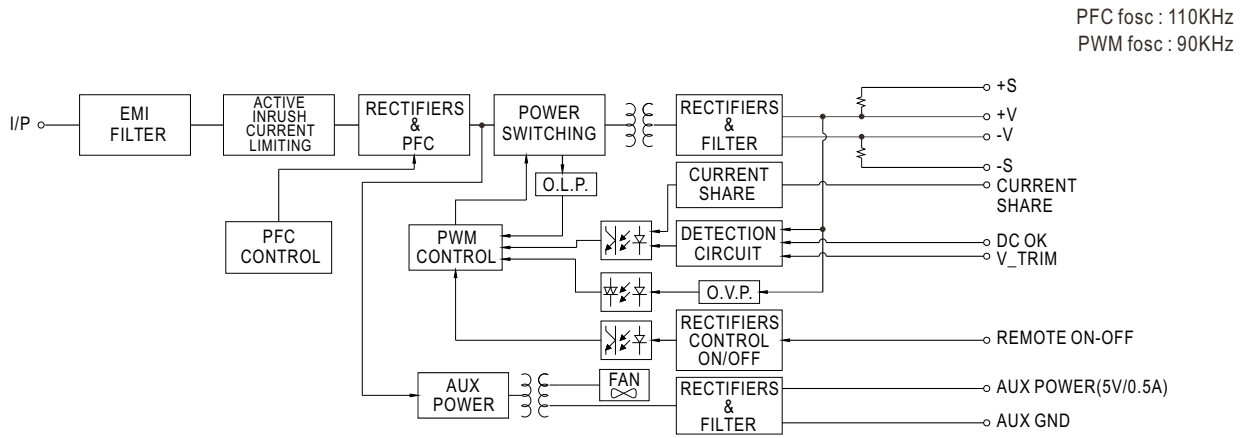 PFC fosc : 110KHz
PWM fosc : 90KHz
I/P
EMI
FILTER
ACTIVE
INRUSH
CURRENT
LIMITING
RECTIFIERS
&
PFC
POWER
SWITCHING
RECTIFIERS
&
FILTER
+S
+V
-V
-S
CURRENT
SHARE
O.L.P.
CURRENT
SHARE
PFC
CONTROL
PWM
CONTROL
DETECTION
CIRCUIT
DC OK
V_TRIM
O.V.P.
RECTIFIERS
CONTROL
ON/OFF
REMOTE ON-OFF
AUX
POWER
FAN
RECTIFIERS
&
FILTER
AUX POWER(5V/0.5A)
AUX GND